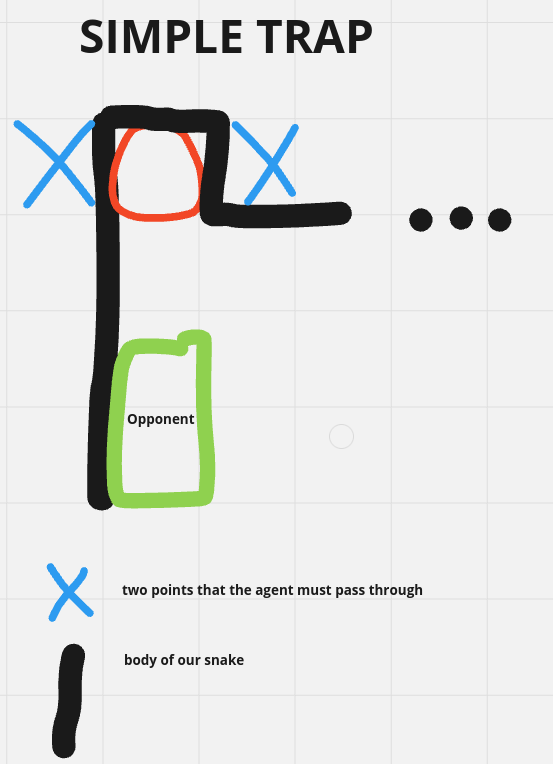 SIMPLE TRAP
Opponent
two points that the agent must pass through
body of our snake